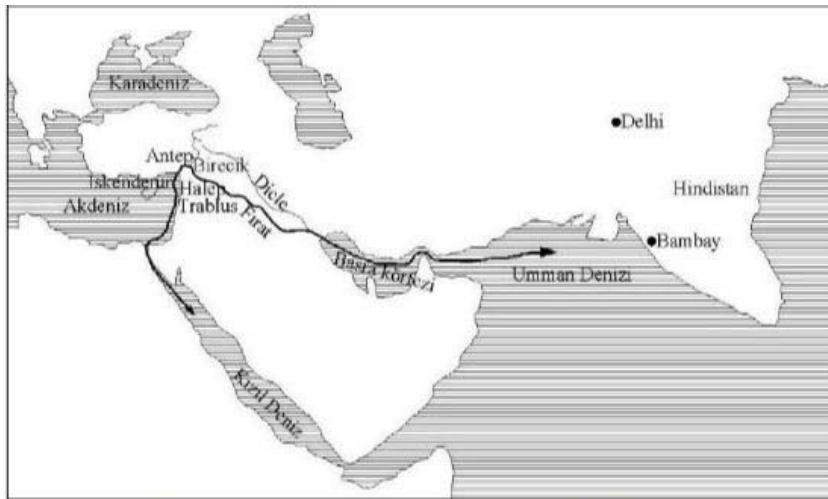 Karadeniz
Delhi
Antep
Birecik
İskenderun
Halep
Dicle
Hindistan
Akdeniz
Trablus
Fırat
Bambay
Basra körfezi
Umman Denizi
Kızıl Deniz